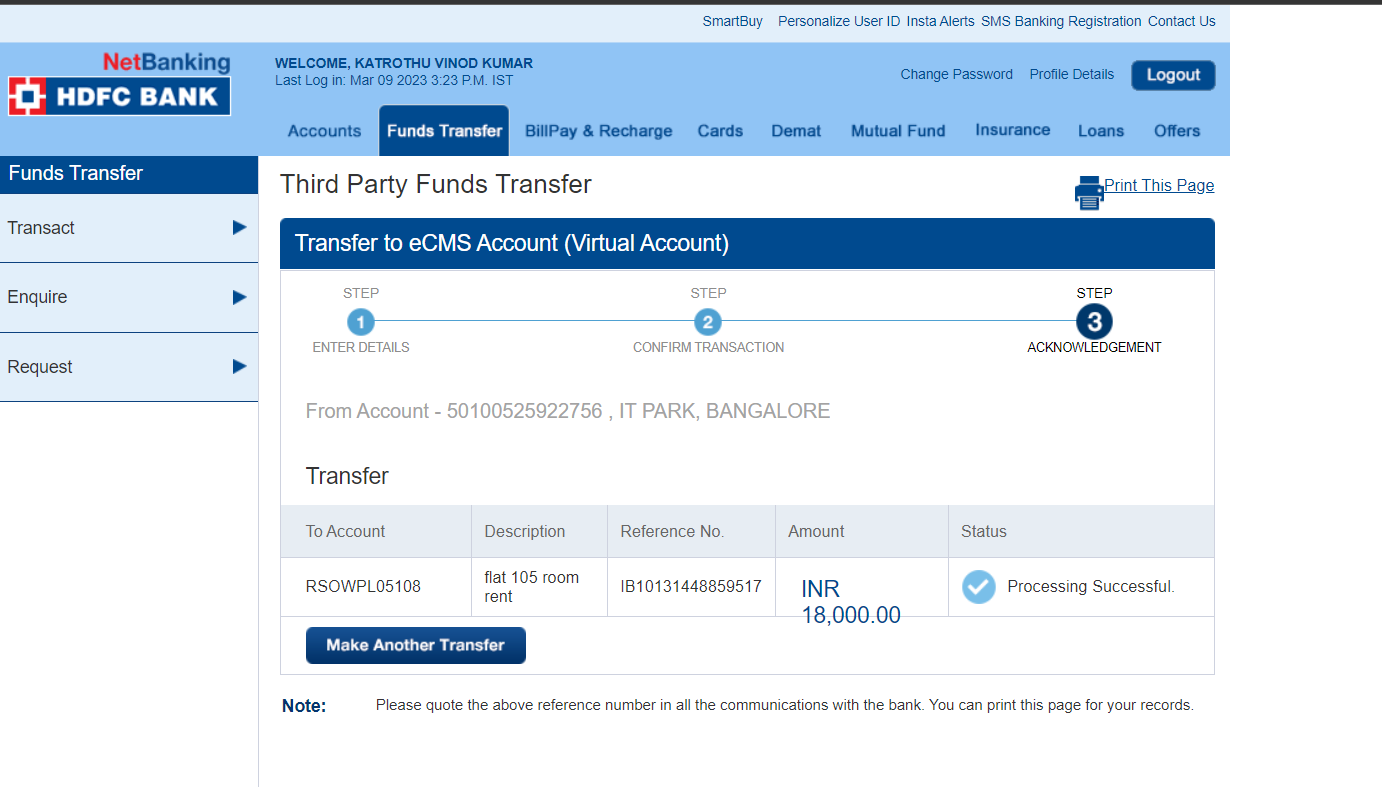 SmartBuy Personalize User ID Insta Alerts SMS Banking Registration Contact Us
NetBanking
HDFC BANK
WELCOME, KATROTHU VINOD KUMAR
Last Log in: Mar 09 2023 3:23 P.M. IST
Change Password Profile Details Logout
Accounts Funds Transfer BillPay & Recharge Cards Demat Mutual Fund Insurance Loans Offers
Funds Transfer
Transact
Enquire
Request
Third Party Funds Transfer
Print This Page
Transfer to eCMS Account (Virtual Account)
STEP STEP STEP
1 2 3
ENTER DETAILS CONFIRM TRANSACTION ACKNOWLEDGEMENT
From Account - 50100525922756 , IT PARK, BANGALORE
Transfer
To Account Description Reference No. Amount Status
RSOWPL05108 flat 105 room rent IB10131448859517 INR 18,000.00 Processing Successful.
Make Another Transfer
Note: Please quote the above reference number in all the communications with the bank. You can print this page for your records.